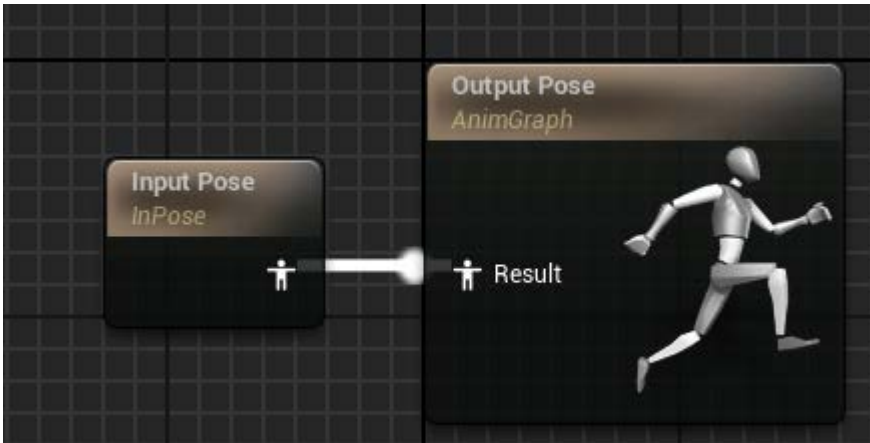 Input Pose
InPose
Output Pose
AnimGraph
Result